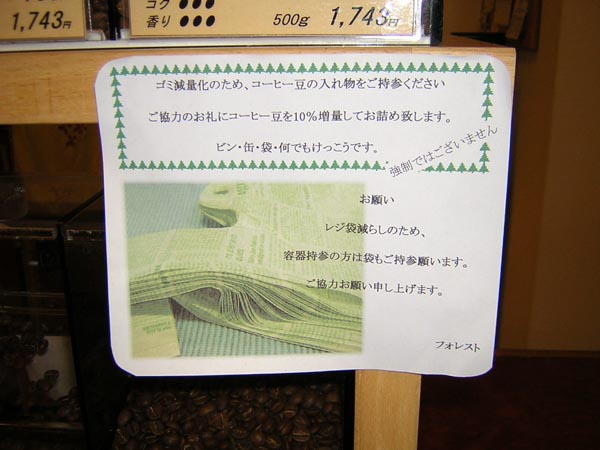 コク ●●●
香り ●●●
1,743円
500g 1,743円
ゴミ減量化のため、コーヒー豆の入れ物をご持参ください
ご協力のお礼にコーヒー豆を10%増量してお詰め致します。
ビン・缶・袋・何でもけっこうです。
強制ではございません
お願い
レジ袋減らしのため、
容器持参の方は袋もご持参願います。
ご協力お願い申し上げます。
フォレスト